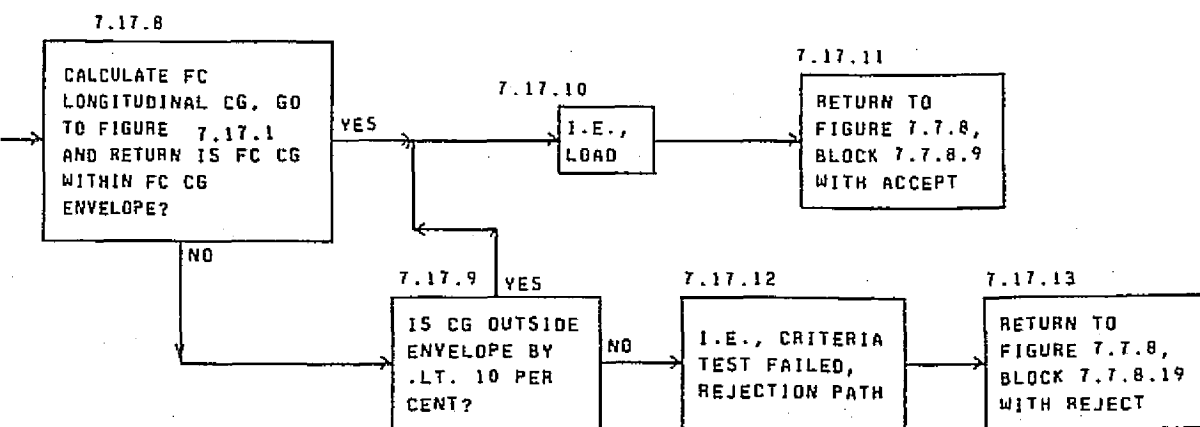 7.17.8
CALCULATE FC
LONGITUDINAL CG, GO
TO FIGURE 7.17.1
AND RETURN IS FC CG
WITHIN FC CG
ENVELOPE?
YES
NO
7.17.10
I.E.,
LOAD
7.17.11
RETURN TO
FIGURE 7.7.8,
BLOCK 7.7.8.9
WITH ACCEPT
7.17.9
YES
IS CG OUTSIDE
ENVELOPE BY
.LT. 10 PER
CENT?
NO
7.17.12
I.E., CRITERIA
TEST FAILED,
REJECTION PATH
7.17.13
RETURN TO
FIGURE 7.7.8,
BLOCK 7.7.8.19
WITH REJECT